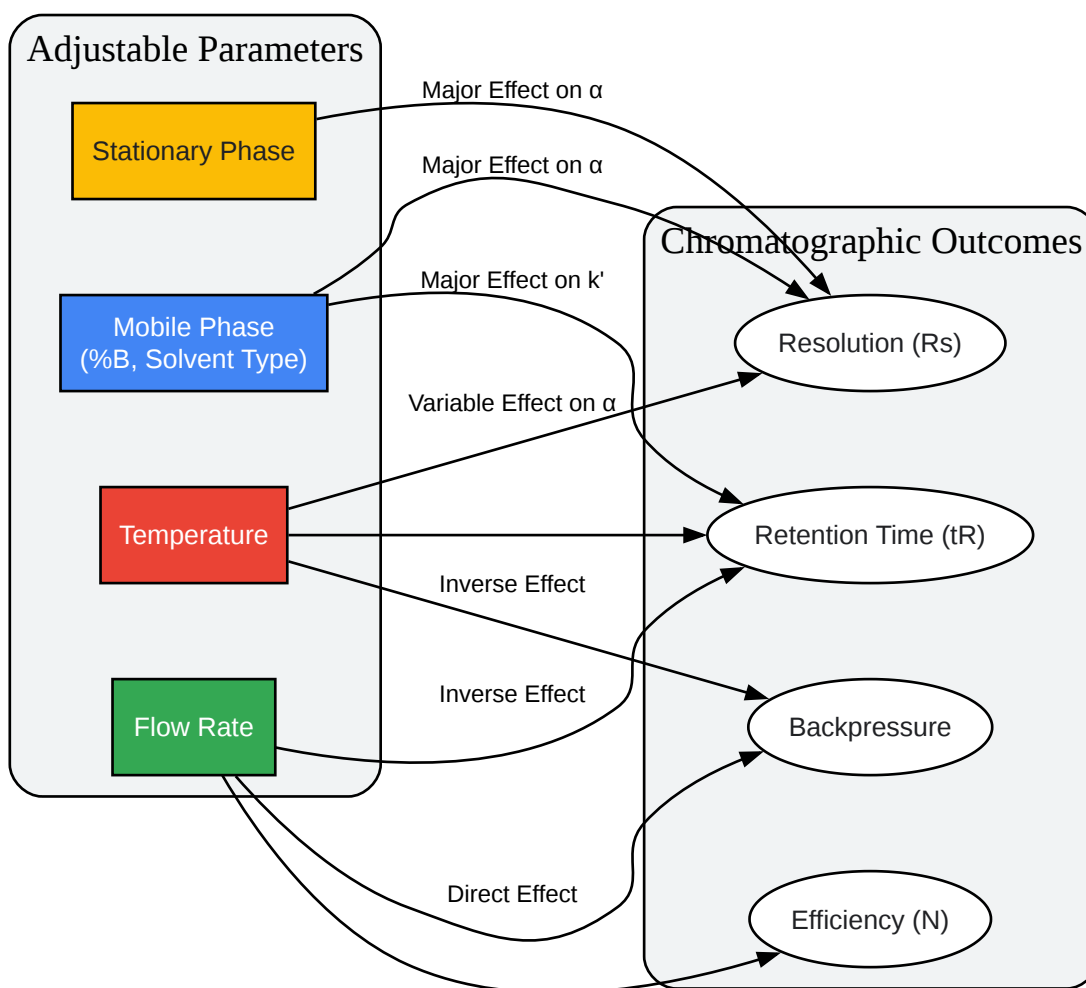 Adjustable Parameters
Stationary Phase
Mobile Phase
(%B, Solvent Type)
Temperature
Flow Rate
Major Effect on α
Major Effect on α
Major Effect on k'
Variable Effect on α
Inverse Effect
Inverse Effect
Direct Effect
Chromatographic Outcomes
Resolution (Rs)
Retention Time (tR)
Backpressure
Efficiency (N)